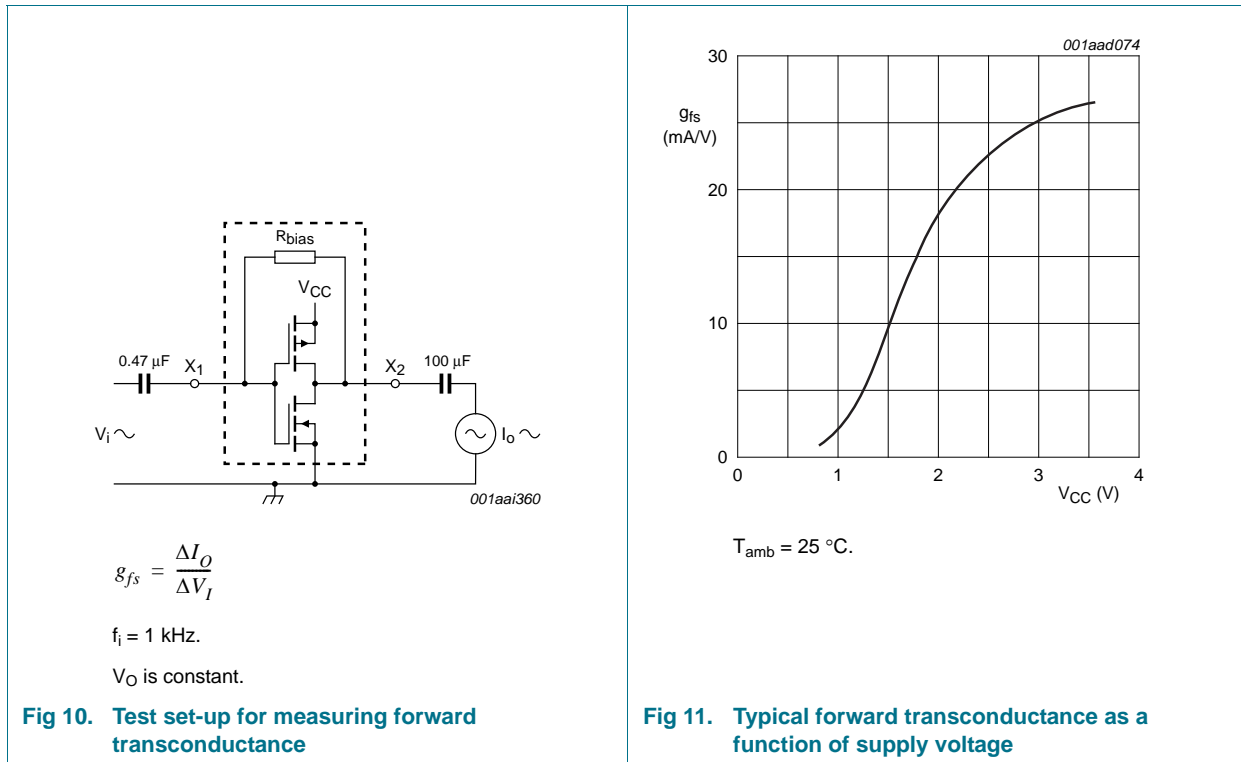 R_bias
V_CC
0.47 μF
X1
X2
100 μF
V_i
I_o
001aai360
g_fs = ΔI_O / ΔV_I
f_i = 1 kHz.
V_O is constant.
Fig 10. Test set-up for measuring forward
transconductance
001aad074
30
g_fs
(mA/V)
20
10
0
0 1 2 3 4
V_CC (V)
T_amb = 25 °C.
Fig 11. Typical forward transconductance as a
function of supply voltage